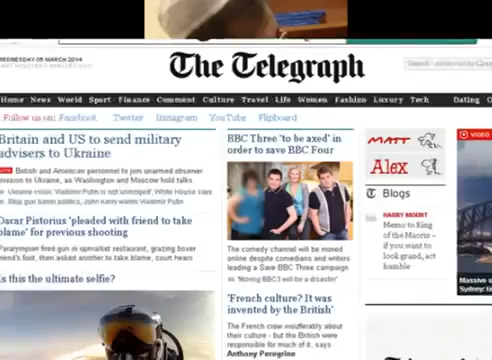 WEDNESDAY 05 MARCH 2014
The Telegraph
Home News World Sport Finance Comment Culture Travel Life Women Fashion Luxury Tech Dating
Follow us on: Facebook Twitter Instagram YouTube Flipboard
Britain and US to send military
advisers to Ukraine
British and American personnel to join unarmed observer
mission to Ukraine, as Washington and Moscow hold talks
Oscar Pistorius 'pleaded with friend to take
blame' for previous shooting
Paralympian fired gun in upmarket restaurant, grazing boxer
friend's foot, then asked another to take blame, court hears
Is this the ultimate selfie?
BBC Three 'to be axed' in
order to save BBC Four
The comedy channel will be moved
online despite comedians and writers
leading a Save BBC Three campaign
'Moving BBC3 will be a disaster'
'French culture? It was
invented by the British'
The French crow insufferably about
their culture - but the British were
responsible for much of it, says
Anthony Peregrine
MATT
Alex
Blogs
HARRY MOUNT
Memo to King
of the Maoris –
if you want to
look grand, act
humble
VIDEO
Massive
Sydney: